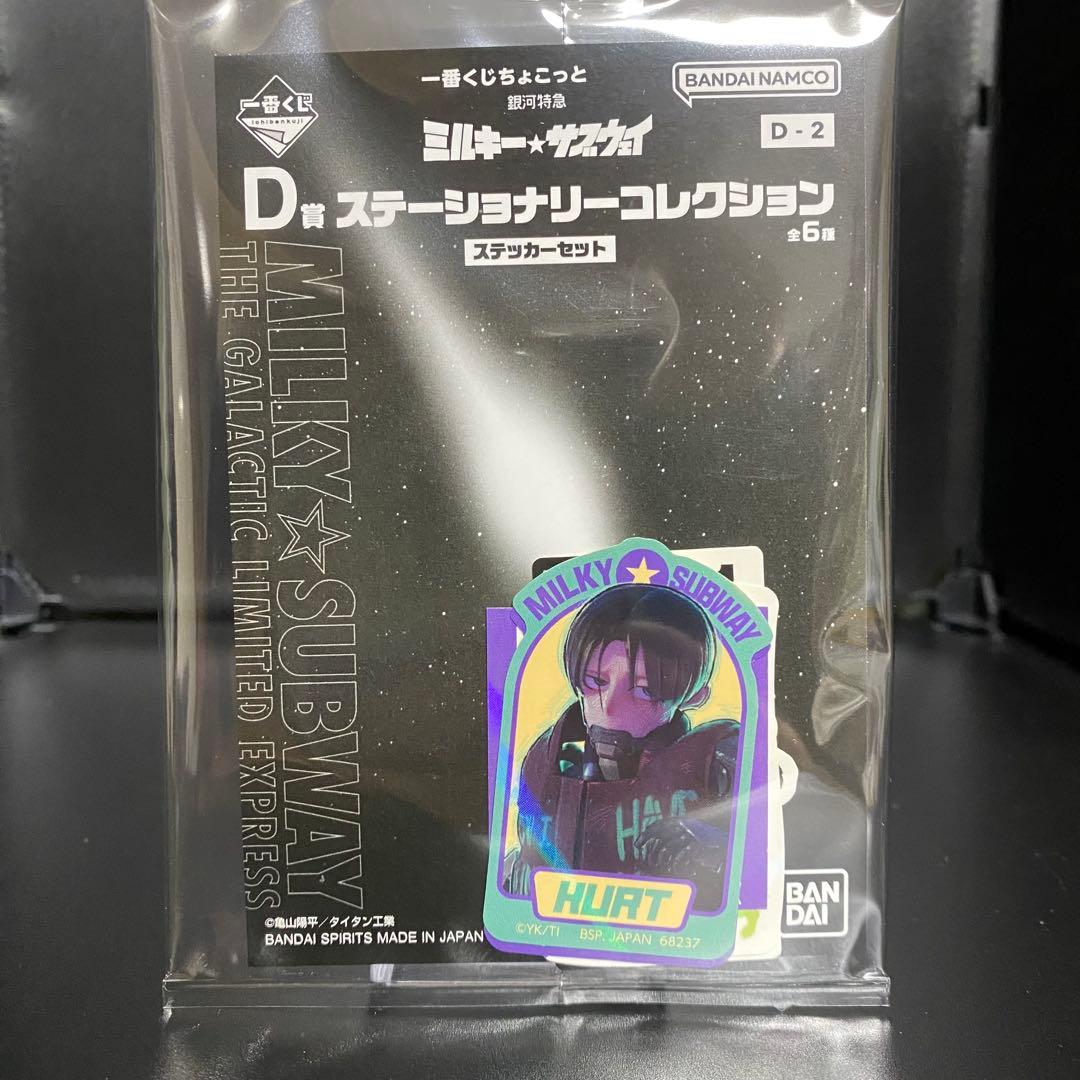 一番くじちょこっと
銀河特急
ミルキー★サブウェイ
一番くじ
ichibankuji
BANDAI NAMCO
D-2
D賞 ステーショナリーコレクション
全6種
ステッカーセット
MILKY☆SUBWAY
THE GALACTIC LIMITED EXPRESS
MILKY★SUBWAY
HURT
©YK/TI BSP. JAPAN 68237
BAN
DAI
©亀山陽平/タイタン工業
BANDAI SPIRITS MADE IN JAPAN